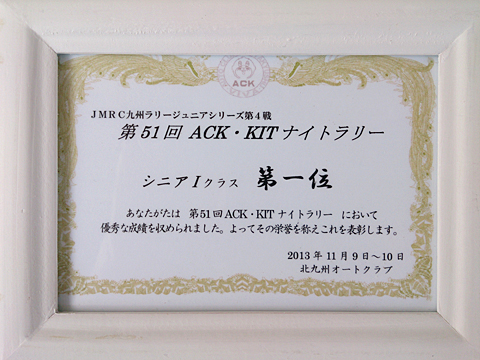 ACK
JMRC九州ラリージュニアシリーズ第4戦
第51回 ACK・KITナイトラリー
シニアIクラス 第一位
あなたがたは 第51回ACK・KITナイトラリー において
優秀な成績を収められました。よってその栄誉を称えこれを表彰します。
2013年11月9日～10日
北九州オートクラブ